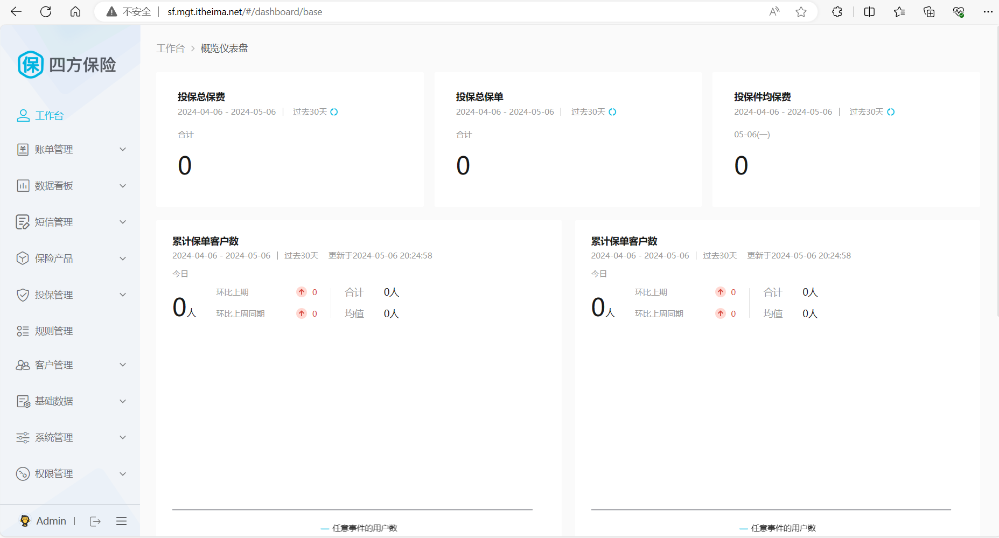 不安全 | sf.mgt.itheima.net/#/dashboard/base
保 四方保险
工作台
账单管理
数据看板
短信管理
保险产品
投保管理
规则管理
客户管理
基础数据
系统管理
权限管理
Admin
工作台 > 概览仪表盘
投保总保费
2024-04-06 - 2024-05-06 | 过去30天
合计
0
投保总保单
2024-04-06 - 2024-05-06 | 过去30天
合计
0
投保件均保费
2024-04-06 - 2024-05-06 | 过去30天
05-06(一)
0
累计保单客户数
2024-04-06 - 2024-05-06 | 过去30天 更新于2024-05-06 20:24:58
今日
0人
环比上期 0 合计 0人
环比上周同期 0 均值 0人
任意事件的用户数
累计保单客户数
2024-04-06 - 2024-05-06 | 过去30天 更新于2024-05-06 20:24:58
今日
0人
环比上期 0 合计 0人
环比上周同期 0 均值 0人
任意事件的用户数